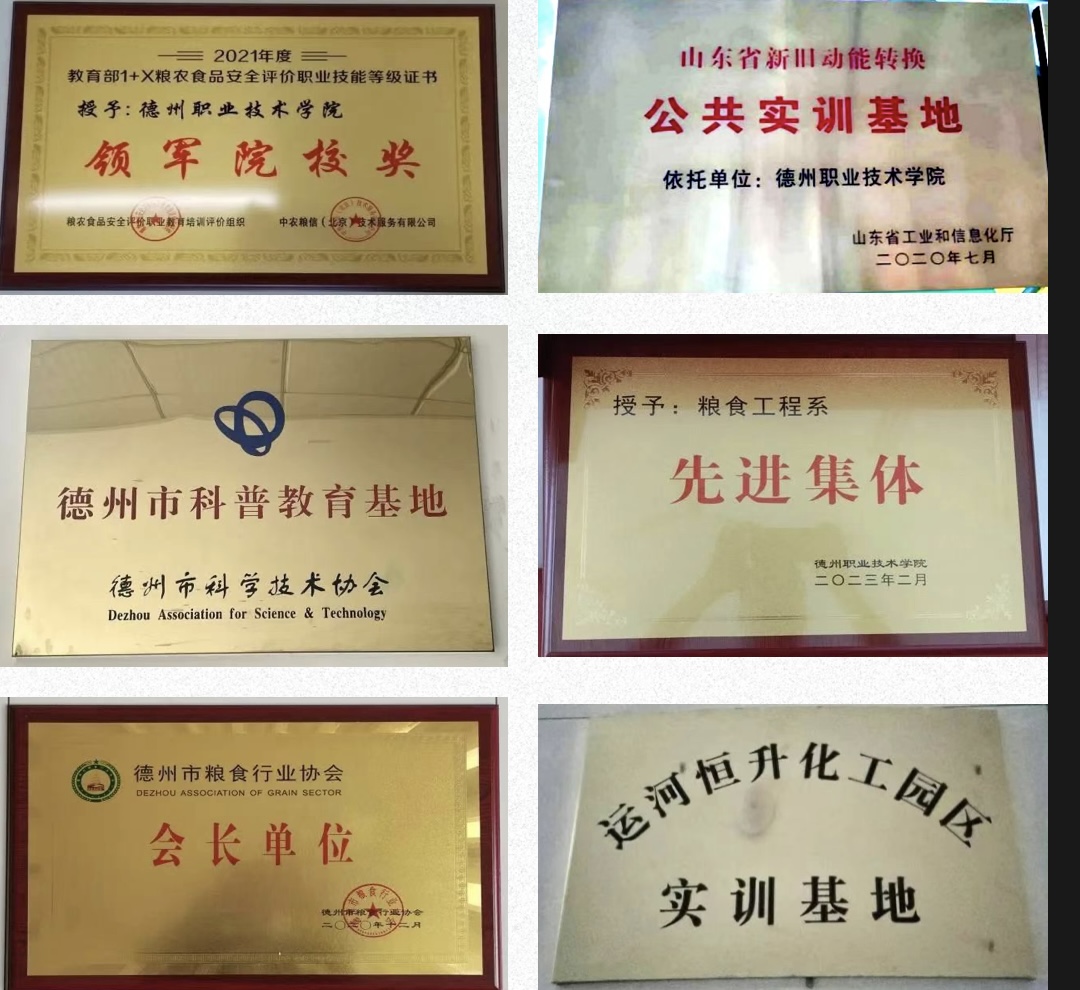 2021年度
教育部1+X粮农食品安全评价职业技能等级证书
授予：德州职业技术学院
领军院校奖
粮农食品安全评价职业教育培训评价组织
中农粮信（北京）技术服务有限公司
山东省新旧动能转换
公共实训基地
依托单位：德州职业技术学院
山东省工业和信息化厅
二〇二〇年七月
德州市科普教育基地
德州市科学技术协会
Dezhou Association for Science & Technology
授予：粮食工程系
先进集体
德州职业技术学院
二〇二三年二月
德州市粮食行业协会
DEZHOU ASSOCIATION OF GRAIN SECTOR
会长单位
德州市粮食行业协会
运河恒升化工园区
实训基地